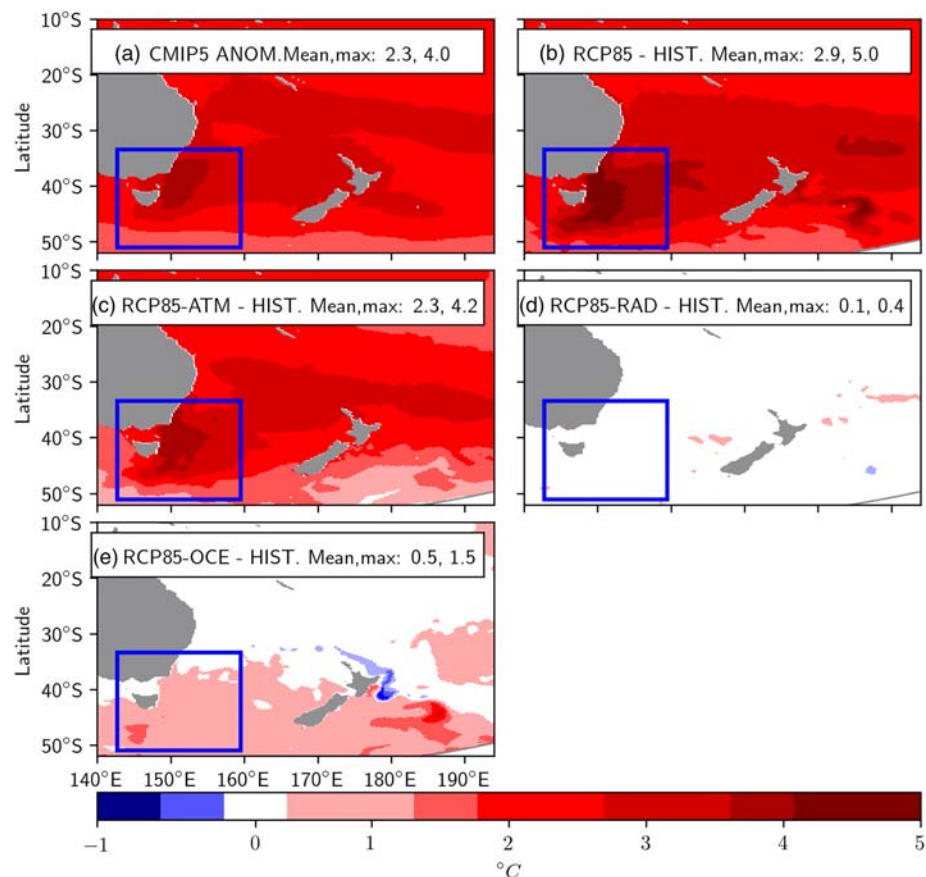 10°S
(a) CMIP5 ANOM.Mean,max: 2.3, 4.0
(b) RCP85 - HIST. Mean,max: 2.9, 5.0
20°S
30°S
40°S
50°S
Latitude
10°S
(c) RCP85-ATM - HIST. Mean,max: 2.3, 4.2
(d) RCP85-RAD - HIST. Mean,max: 0.1, 0.4
20°S
30°S
40°S
50°S
Latitude
10°S
(e) RCP85-OCE - HIST. Mean,max: 0.5, 1.5
20°S
30°S
40°S
50°S
Latitude
140°E 150°E 160°E 170°E 180°E 190°E
−1 0 1 2 3 4 5
°C